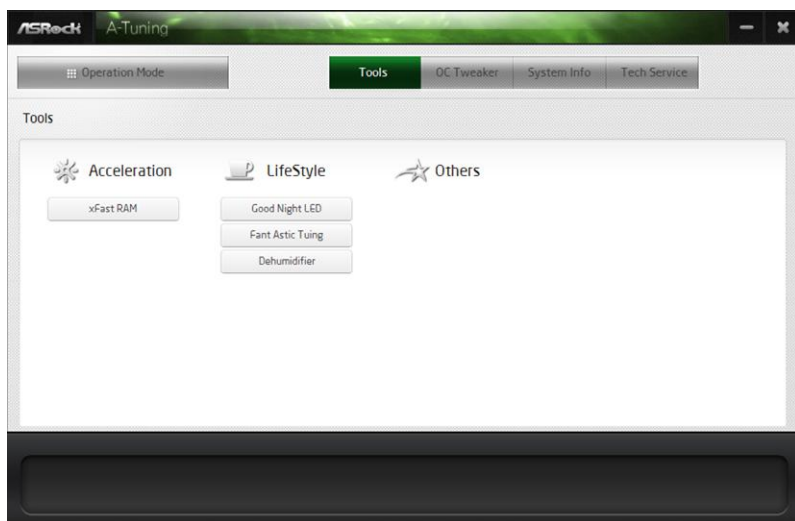 ASRock A-Tuning
Operation Mode Tools OC Tweaker System Info Tech Service
Tools
Acceleration LifeStyle Others
xFast RAM Good Night LED
Fant Astic Tuing
Dehumidifier